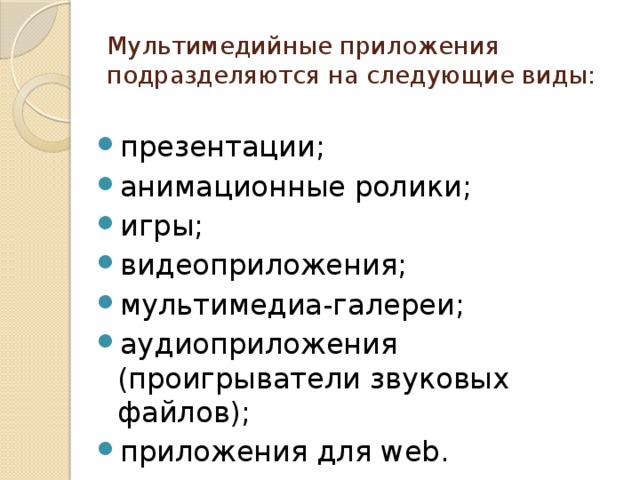 Мультимедийные приложения
подразделяются на следующие виды:
презентации;
анимационные ролики;
игры;
видеоприложения;
мультимедиа-галереи;
аудиоприложения
(проигрыватели звуковых
файлов);
приложения для web.